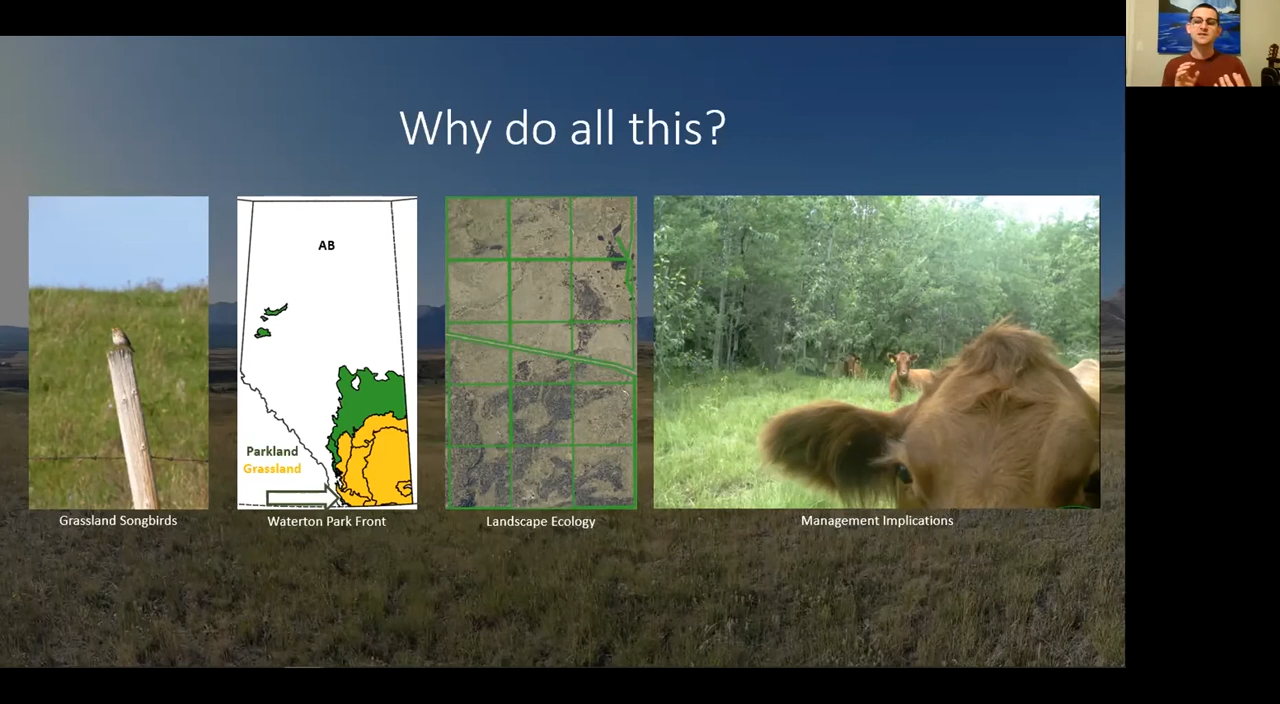 Why do all this?
AB
Parkland
Grassland
Grassland Songbirds
Waterton Park Front
Landscape Ecology
Management Implications